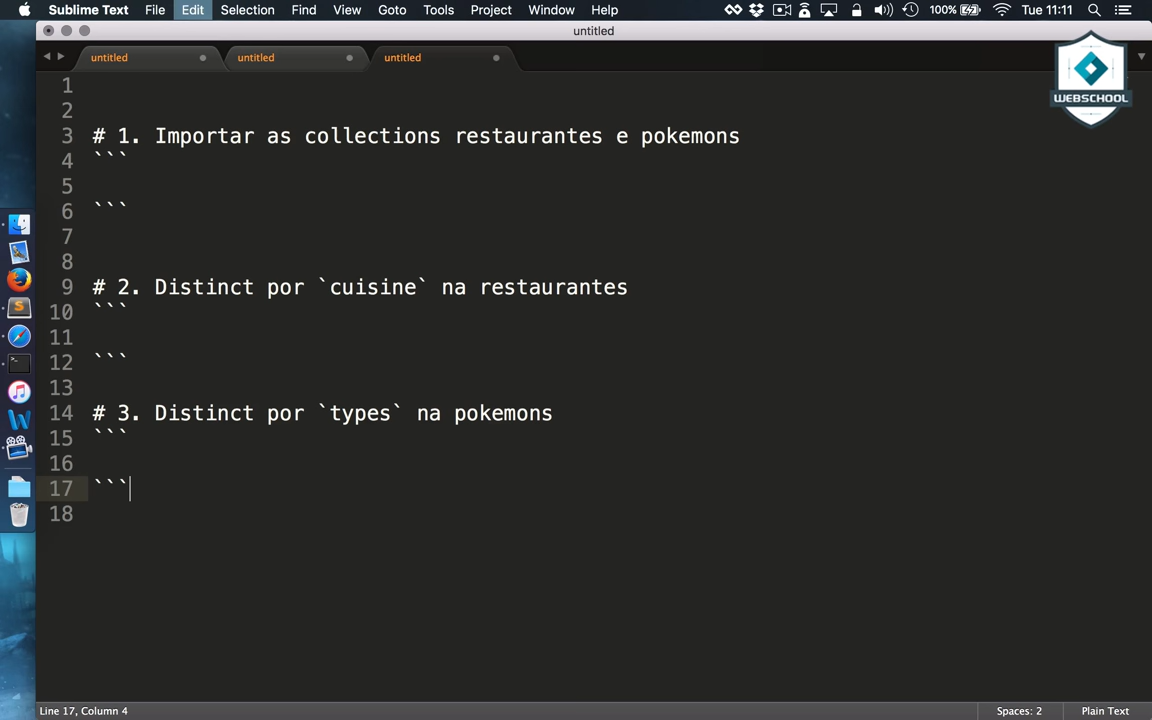 Sublime Text File Edit Selection Find View Goto Tools Project Window Help 100% Tue 11:11
untitled
untitled untitled untitled
WEBSCHOOL
1
2
3 # 1. Importar as collections restaurantes e pokemons
4 ```
5
6 ```
7
8
9 # 2. Distinct por `cuisine` na restaurantes
10 ```
11
12 ```
13
14 # 3. Distinct por `types` na pokemons
15 ```
16
17 ```
18
Line 17, Column 4 Spaces: 2 Plain Text